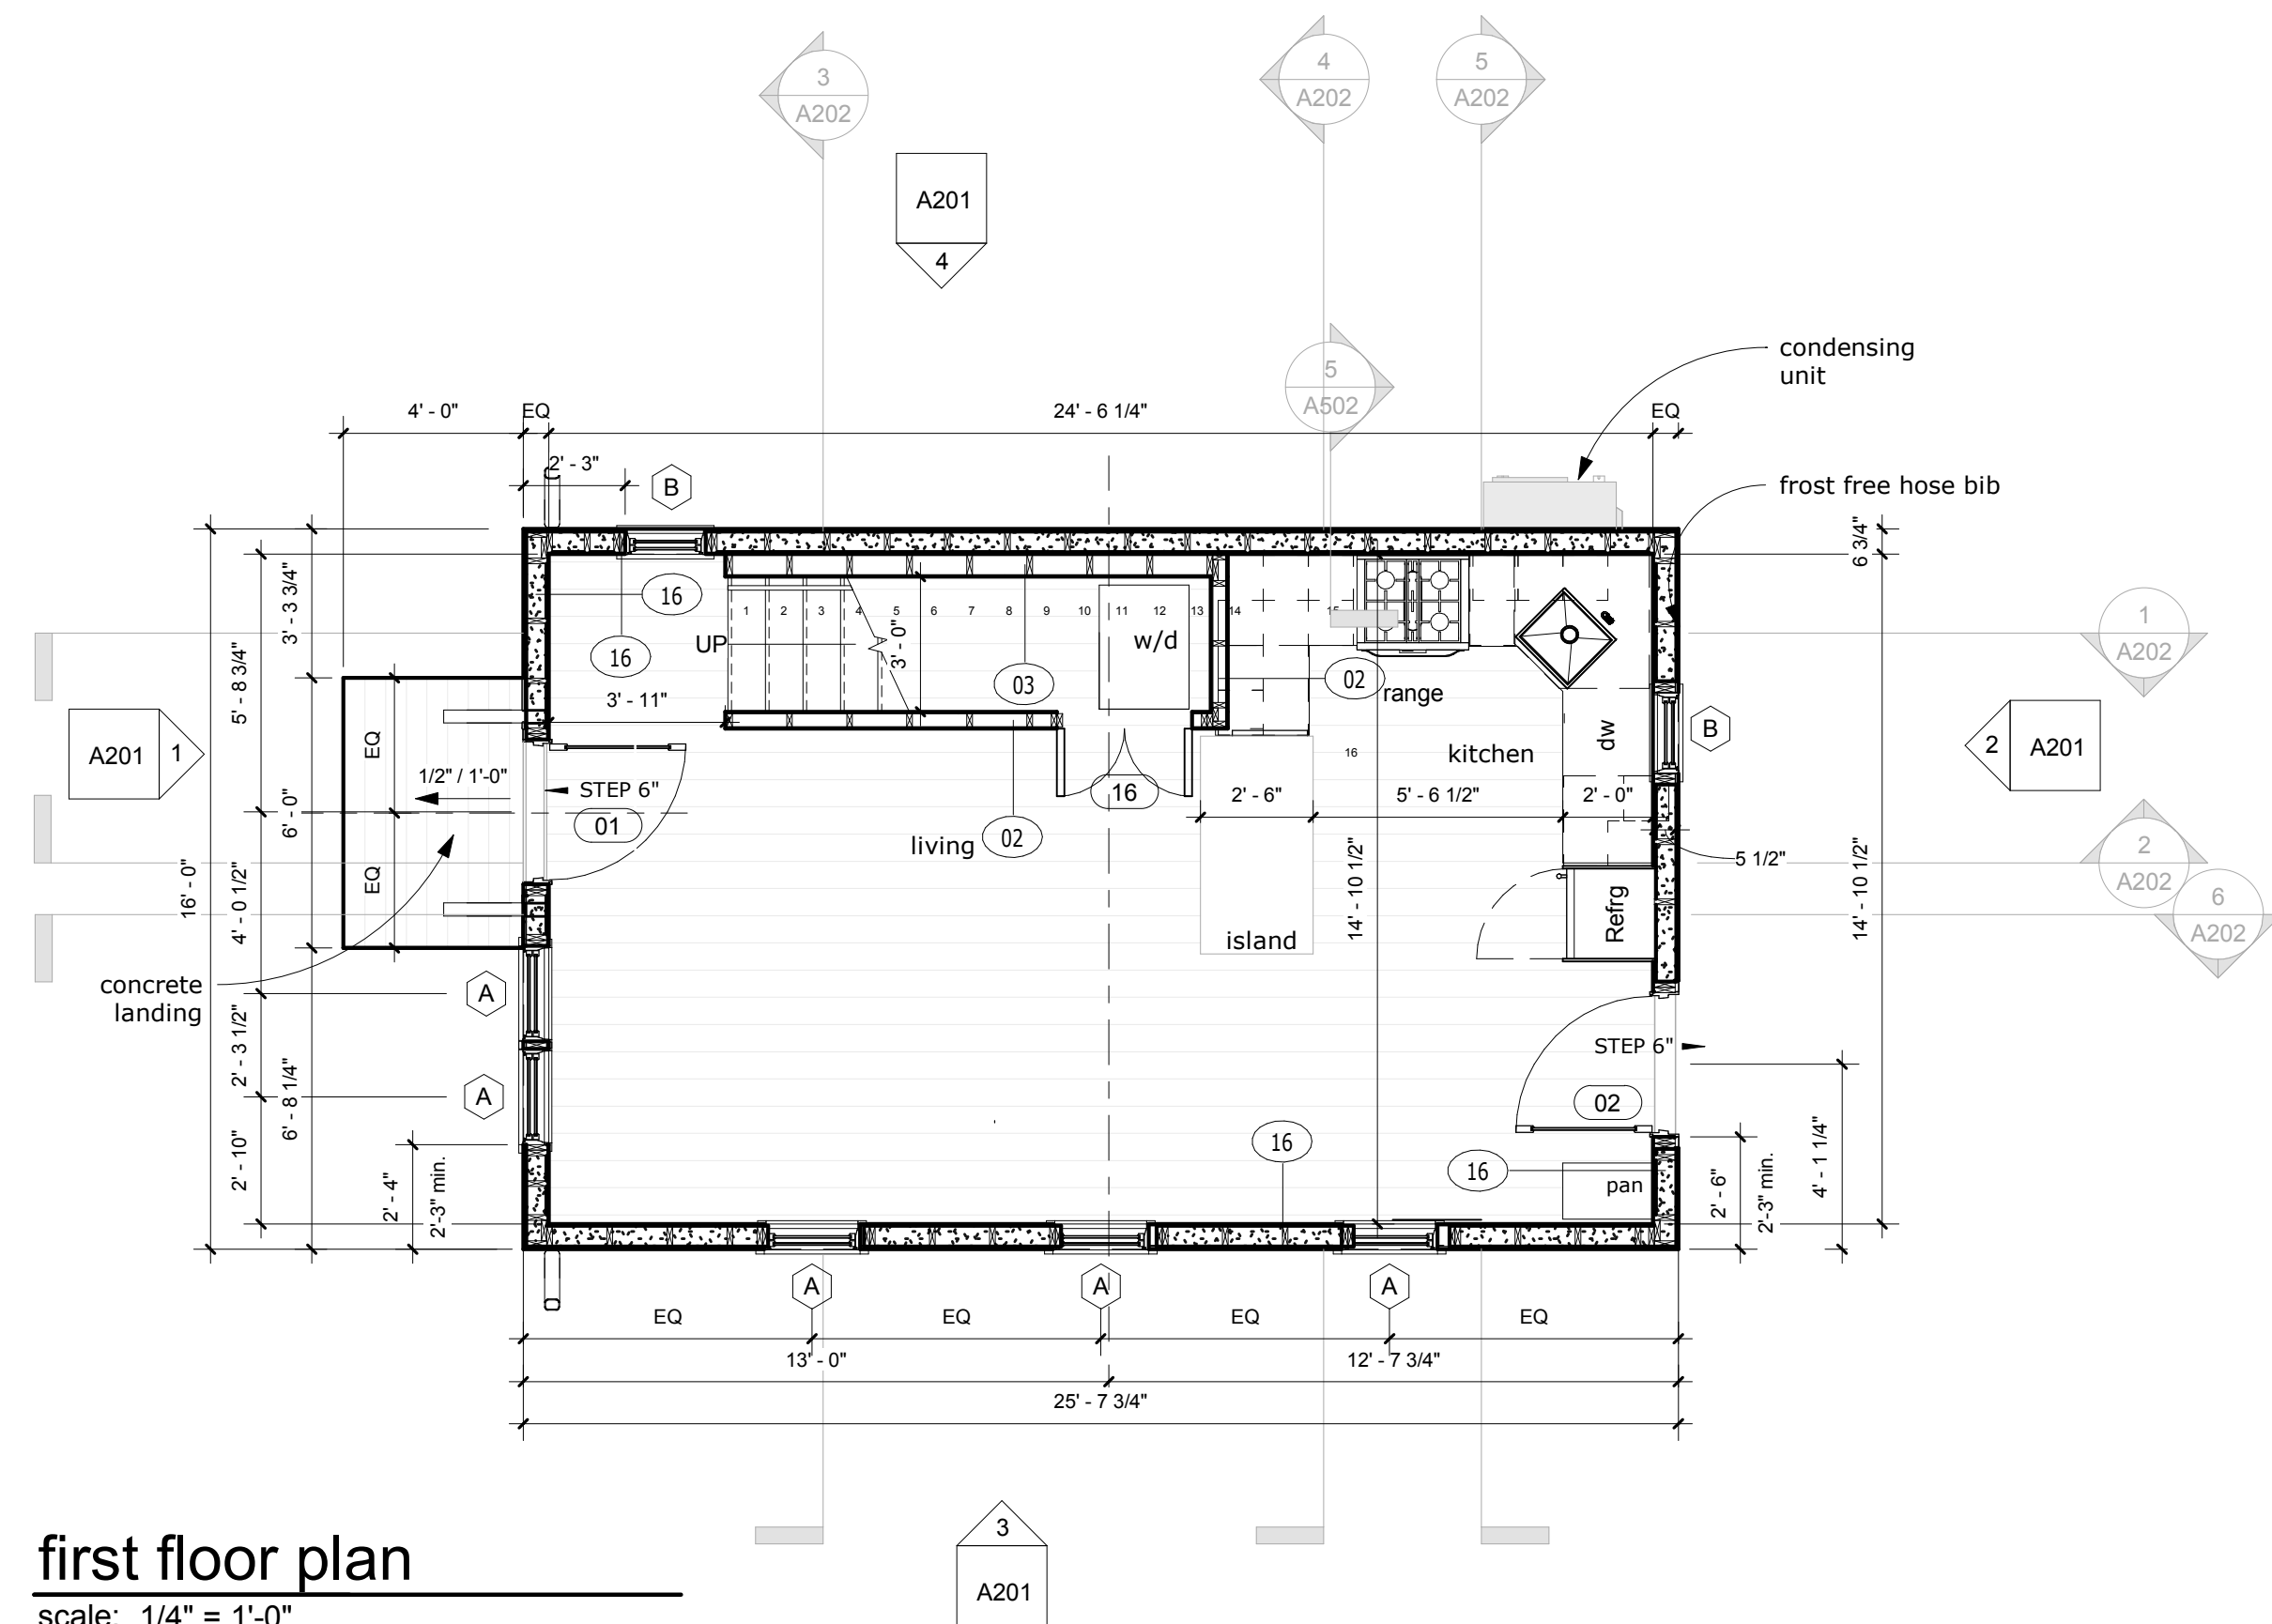 3
A202
4
A202
5
A202
A201
4
5
A502
condensing
unit
4' - 0"
EQ
24' - 6 1/4"
EQ
2' - 3"
B
frost free hose bib
6 3/4"
3' - 3 3/4"
16
1 2 3 4 5 6 7 8 9 10 11 12 13 14 15
1
A202
UP
3' - 0"
w/d
16
03
02
range
5' - 8 3/4"
3' - 11"
A201
1
EQ
B
2
A201
dw
kitchen
16
1/2" / 1'-0"
STEP 6"
16
2' - 6"
5' - 6 1/2"
2' - 0"
01
6' - 0"
living
02
5 1/2"
2
A202
EQ
16' - 0"
4' - 0 1/2"
14' - 10 1/2"
14' - 10 1/2"
Refrg
6
A202
island
concrete
landing
A
2' - 3 1/2"
STEP 6"
A
6' - 8 1/4"
02
2' - 10"
16
16
pan
2' - 4"
2'-3" min.
2' - 6"
2'-3" min.
4' - 1 1/4"
A
A
A
EQ
EQ
EQ
EQ
13' - 0"
12' - 7 3/4"
25' - 7 3/4"
3
A201
first floor plan
scale: 1/4" = 1'-0"